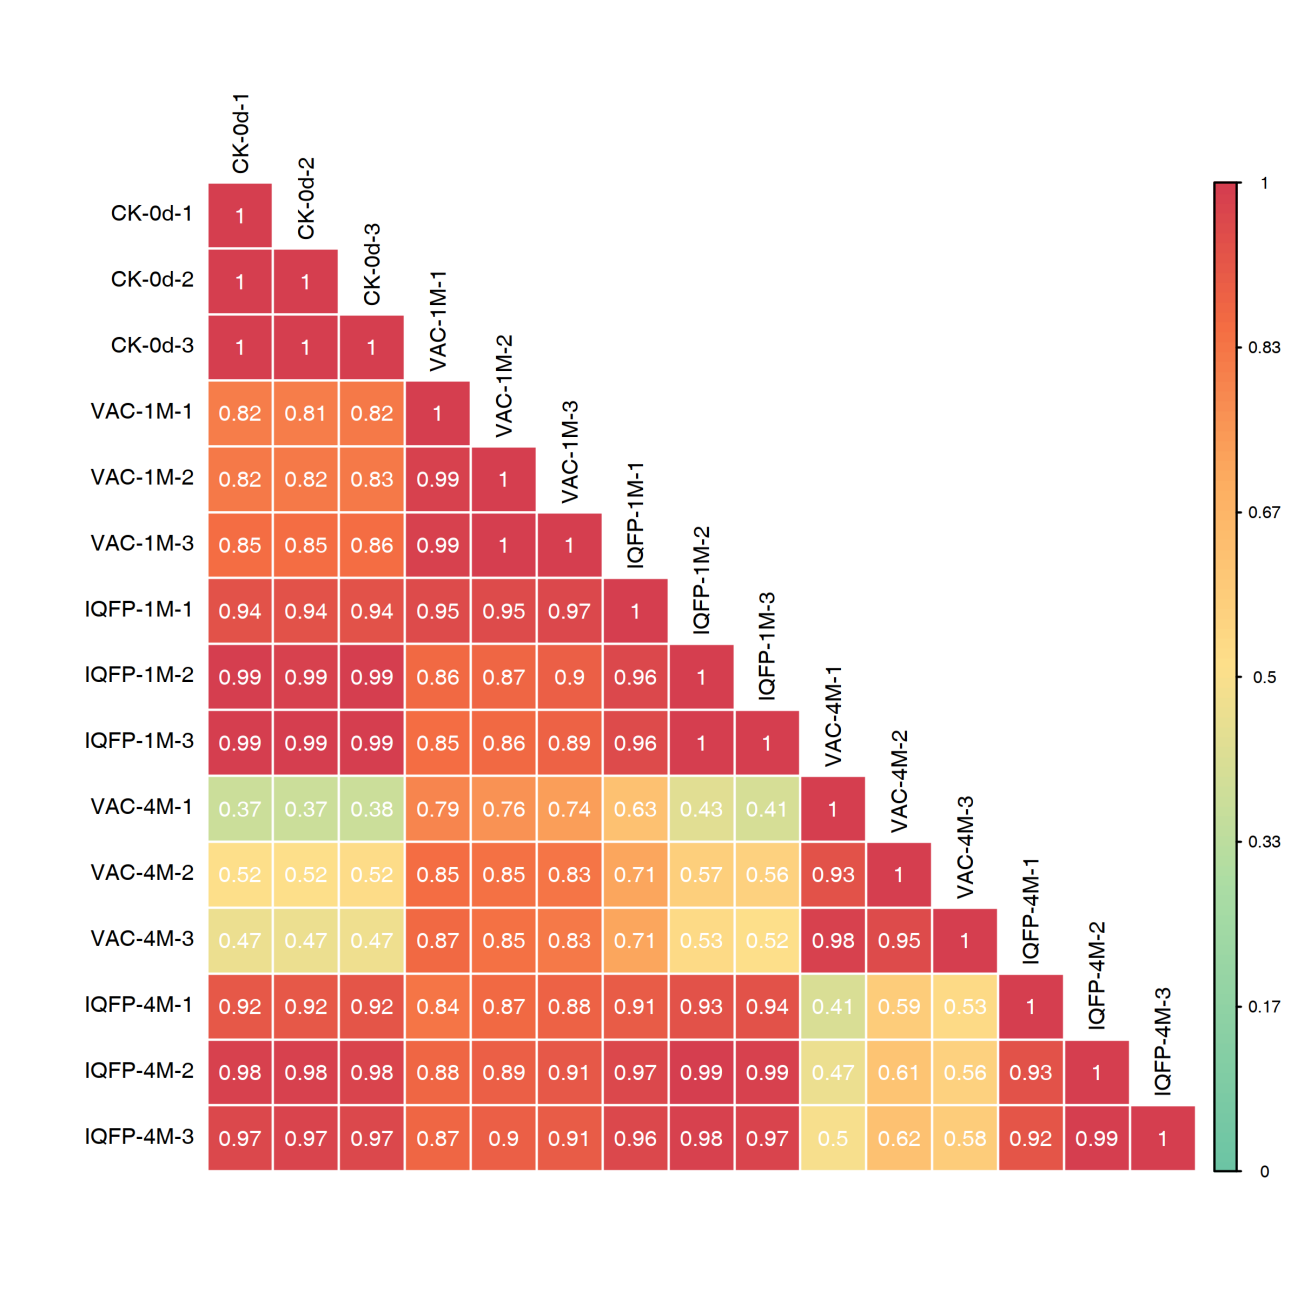 CK-0d-1
CK-0d-2
CK-0d-3
VAC-1M-1
VAC-1M-2
VAC-1M-3
IQFP-1M-1
IQFP-1M-2
IQFP-1M-3
VAC-4M-1
VAC-4M-2
VAC-4M-3
IQFP-4M-1
IQFP-4M-2
IQFP-4M-3
CK-0d-1 1
CK-0d-2 1 1
CK-0d-3 1 1 1
VAC-1M-1 0.82 0.81 0.82 1
VAC-1M-2 0.82 0.82 0.83 0.99 1
VAC-1M-3 0.85 0.85 0.86 0.99 1 1
IQFP-1M-1 0.94 0.94 0.94 0.95 0.95 0.97 1
IQFP-1M-2 0.99 0.99 0.99 0.86 0.87 0.9 0.96 1
IQFP-1M-3 0.99 0.99 0.99 0.85 0.86 0.89 0.96 1 1
VAC-4M-1 0.37 0.37 0.38 0.79 0.76 0.74 0.63 0.43 0.41 1
VAC-4M-2 0.52 0.52 0.52 0.85 0.85 0.83 0.71 0.57 0.56 0.93 1
VAC-4M-3 0.47 0.47 0.47 0.87 0.85 0.83 0.71 0.53 0.52 0.98 0.95 1
IQFP-4M-1 0.92 0.92 0.92 0.84 0.87 0.88 0.91 0.93 0.94 0.41 0.59 0.53 1
IQFP-4M-2 0.98 0.98 0.98 0.88 0.89 0.91 0.97 0.99 0.99 0.47 0.61 0.56 0.93 1
IQFP-4M-3 0.97 0.97 0.97 0.87 0.9 0.91 0.96 0.98 0.97 0.5 0.62 0.58 0.92 0.99 1
1
0.83
0.67
0.5
0.33
0.17
0